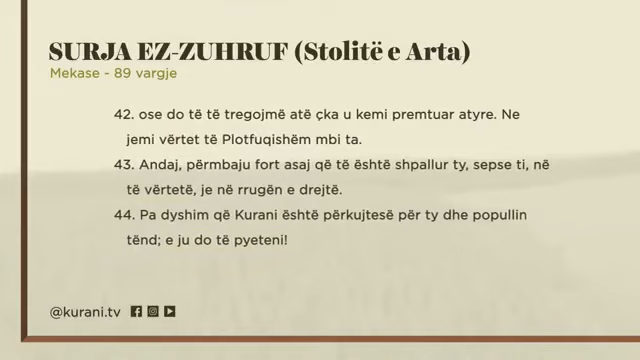 SURJA EZ-ZUHRUF (Stolitë e Arta)
Mekase - 89 vargje
42. ose do të të tregojmë atë çka u kemi premtuar atyre. Ne
jemi vërtet të Plotfuqishëm mbi ta.
43. Andaj, përmbaju fort asaj që të është shpallur ty, sepse ti, në
të vërtetë, je në rrugën e drejtë.
44. Pa dyshim që Kurani është përkujtesë për ty dhe popullin
tënd; e ju do të pyeteni!
@kurani.tv